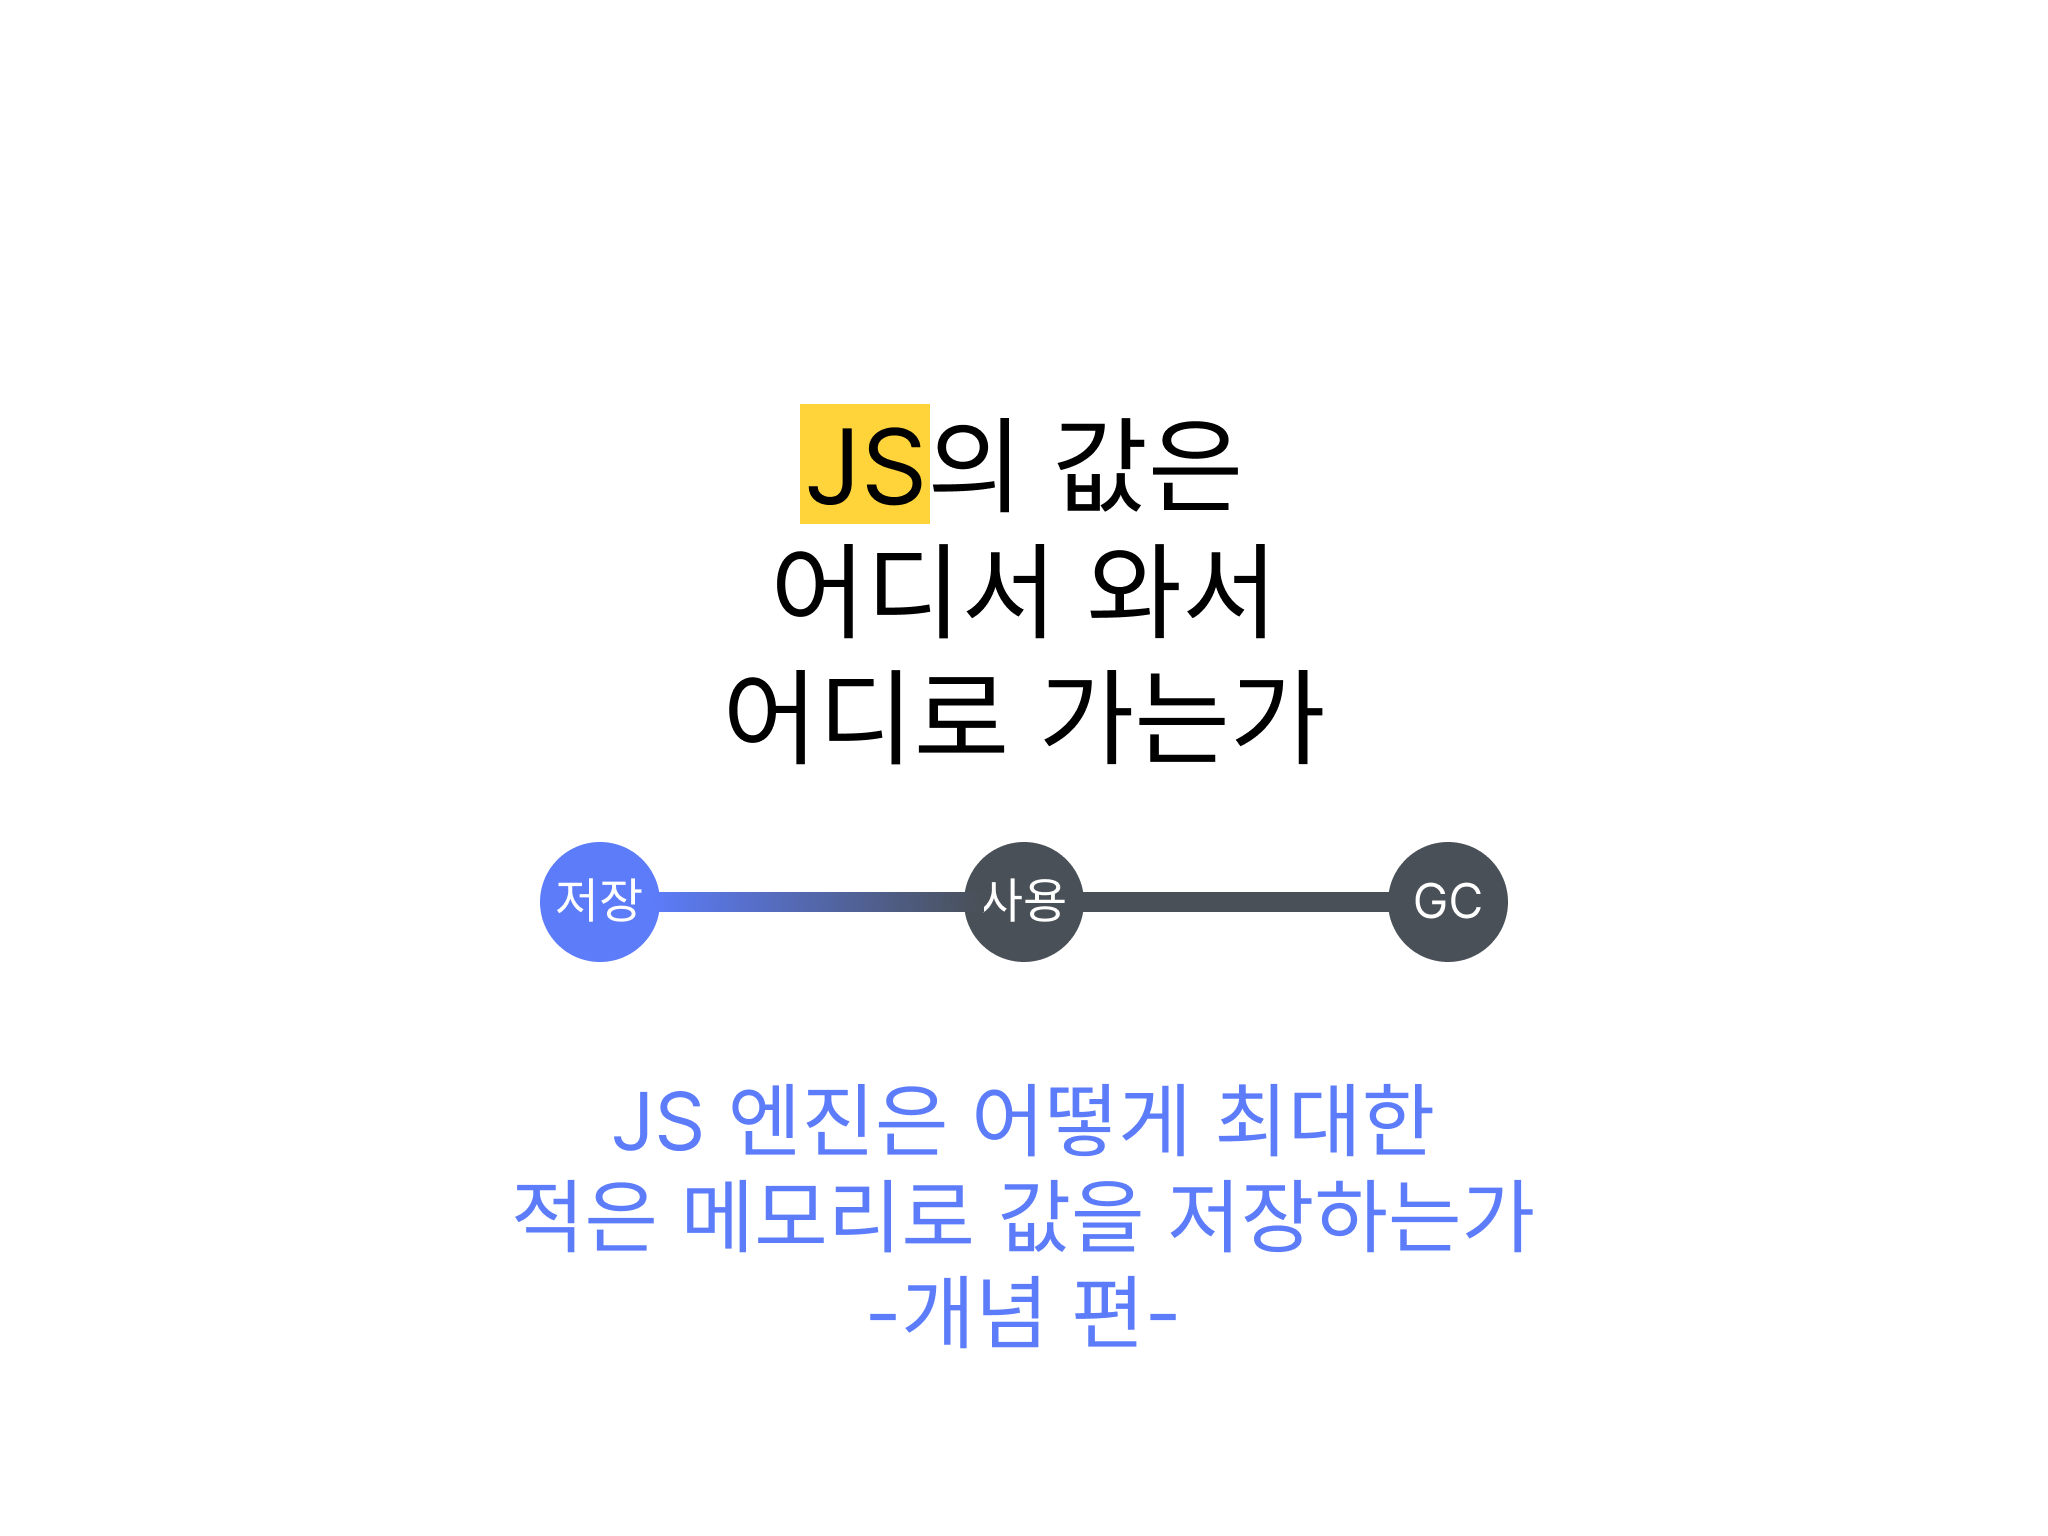 JS의 값은
어디서 와서
어디로 가는가
저장 사용 GC
JS 엔진은 어떻게 최대한
적은 메모리로 값을 저장하는가
-개념 편-